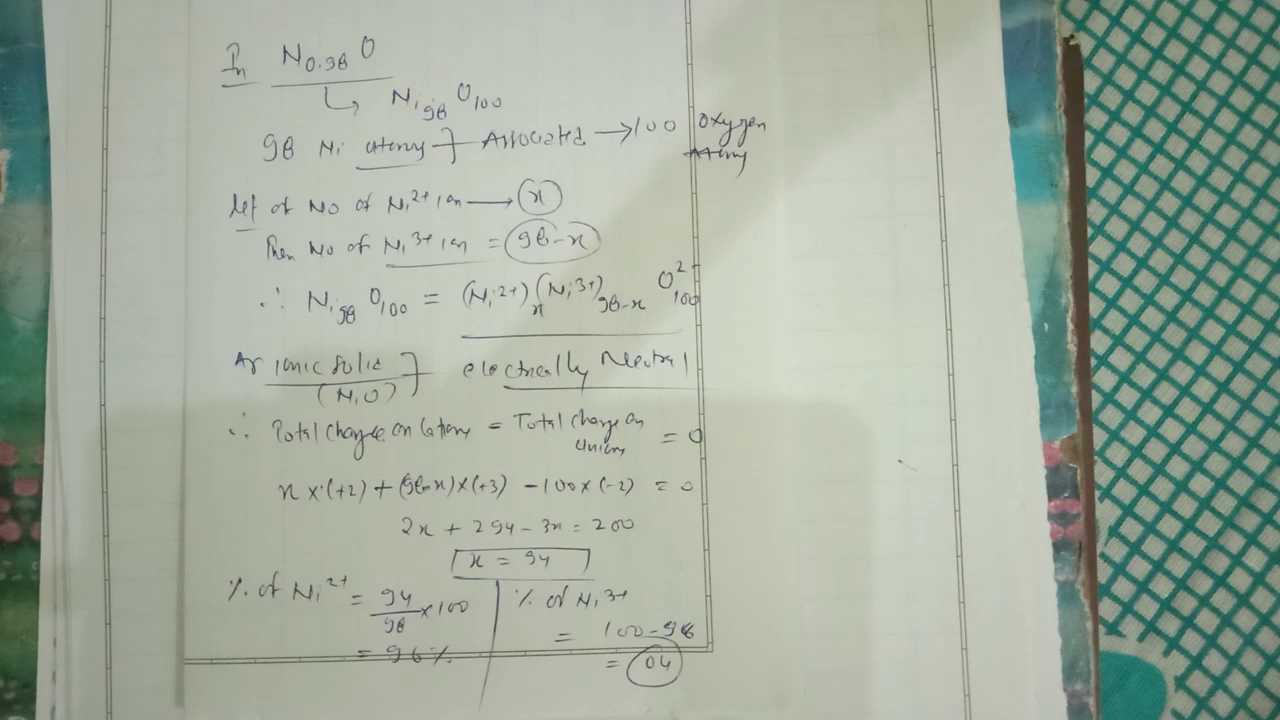 In N0.98 O
↳ Ni98 O100
98 Ni atoms } Associated → 100 oxygen
atoms
let of No of Ni2+ ion → x
Then No of Ni3+ ion = 98-x
∴ Ni98 O100 = (Ni2+)x (Ni3+)98-x O2 100
As ionic solid } electrically Neutral
(NiO)
∴ Total charge on cations = Total charge on anions = 0
x × (+2) + (98-x) × (+3) - 100 × (-2) = 0
2x + 294 - 3x = 200
x = 94
% of Ni2+ = 94/98 × 100
= 96%
% of Ni3+
= 100-96
= 04